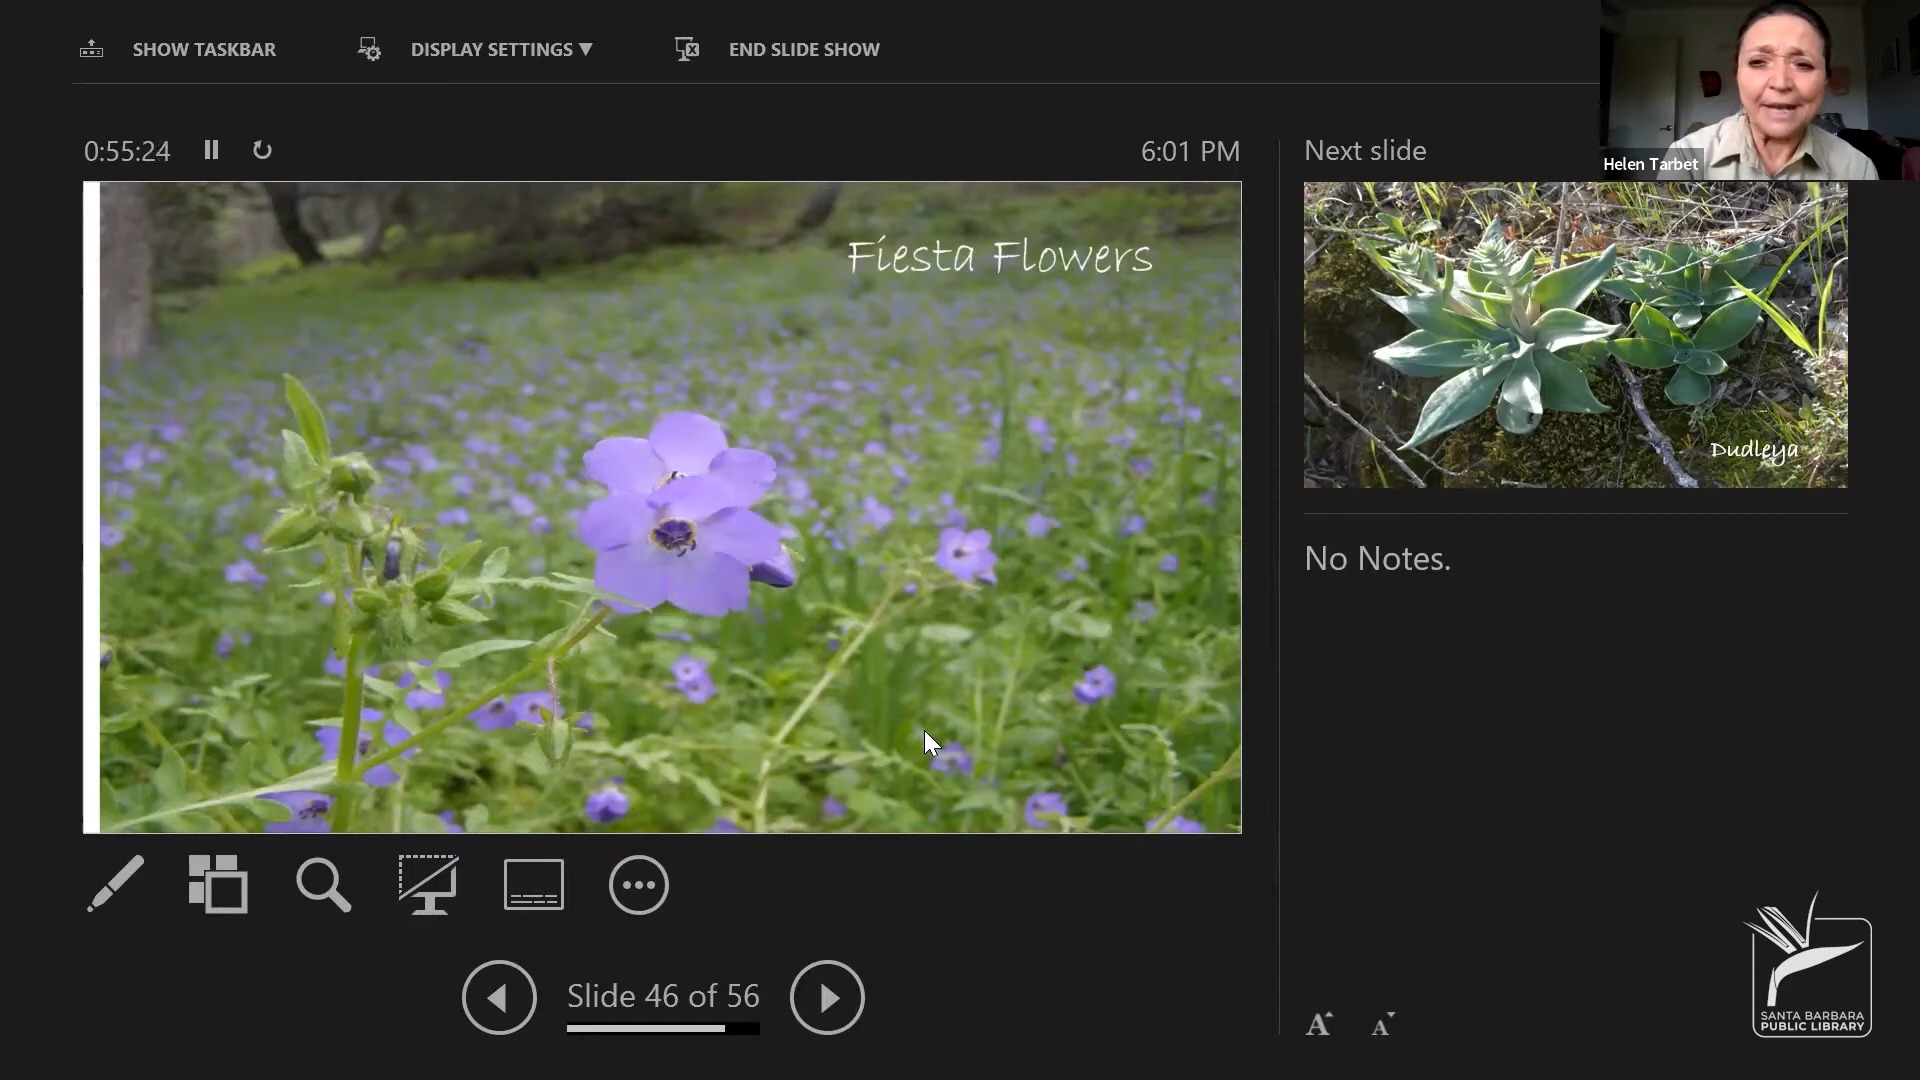 SHOW TASKBAR
DISPLAY SETTINGS ▼
END SLIDE SHOW
Helen Tarbet
0:55:24
6:01 PM
Next slide
Fiesta Flowers
Dudleya
No Notes.
Slide 46 of 56
A A
SANTA BARBARA
PUBLIC LIBRARY